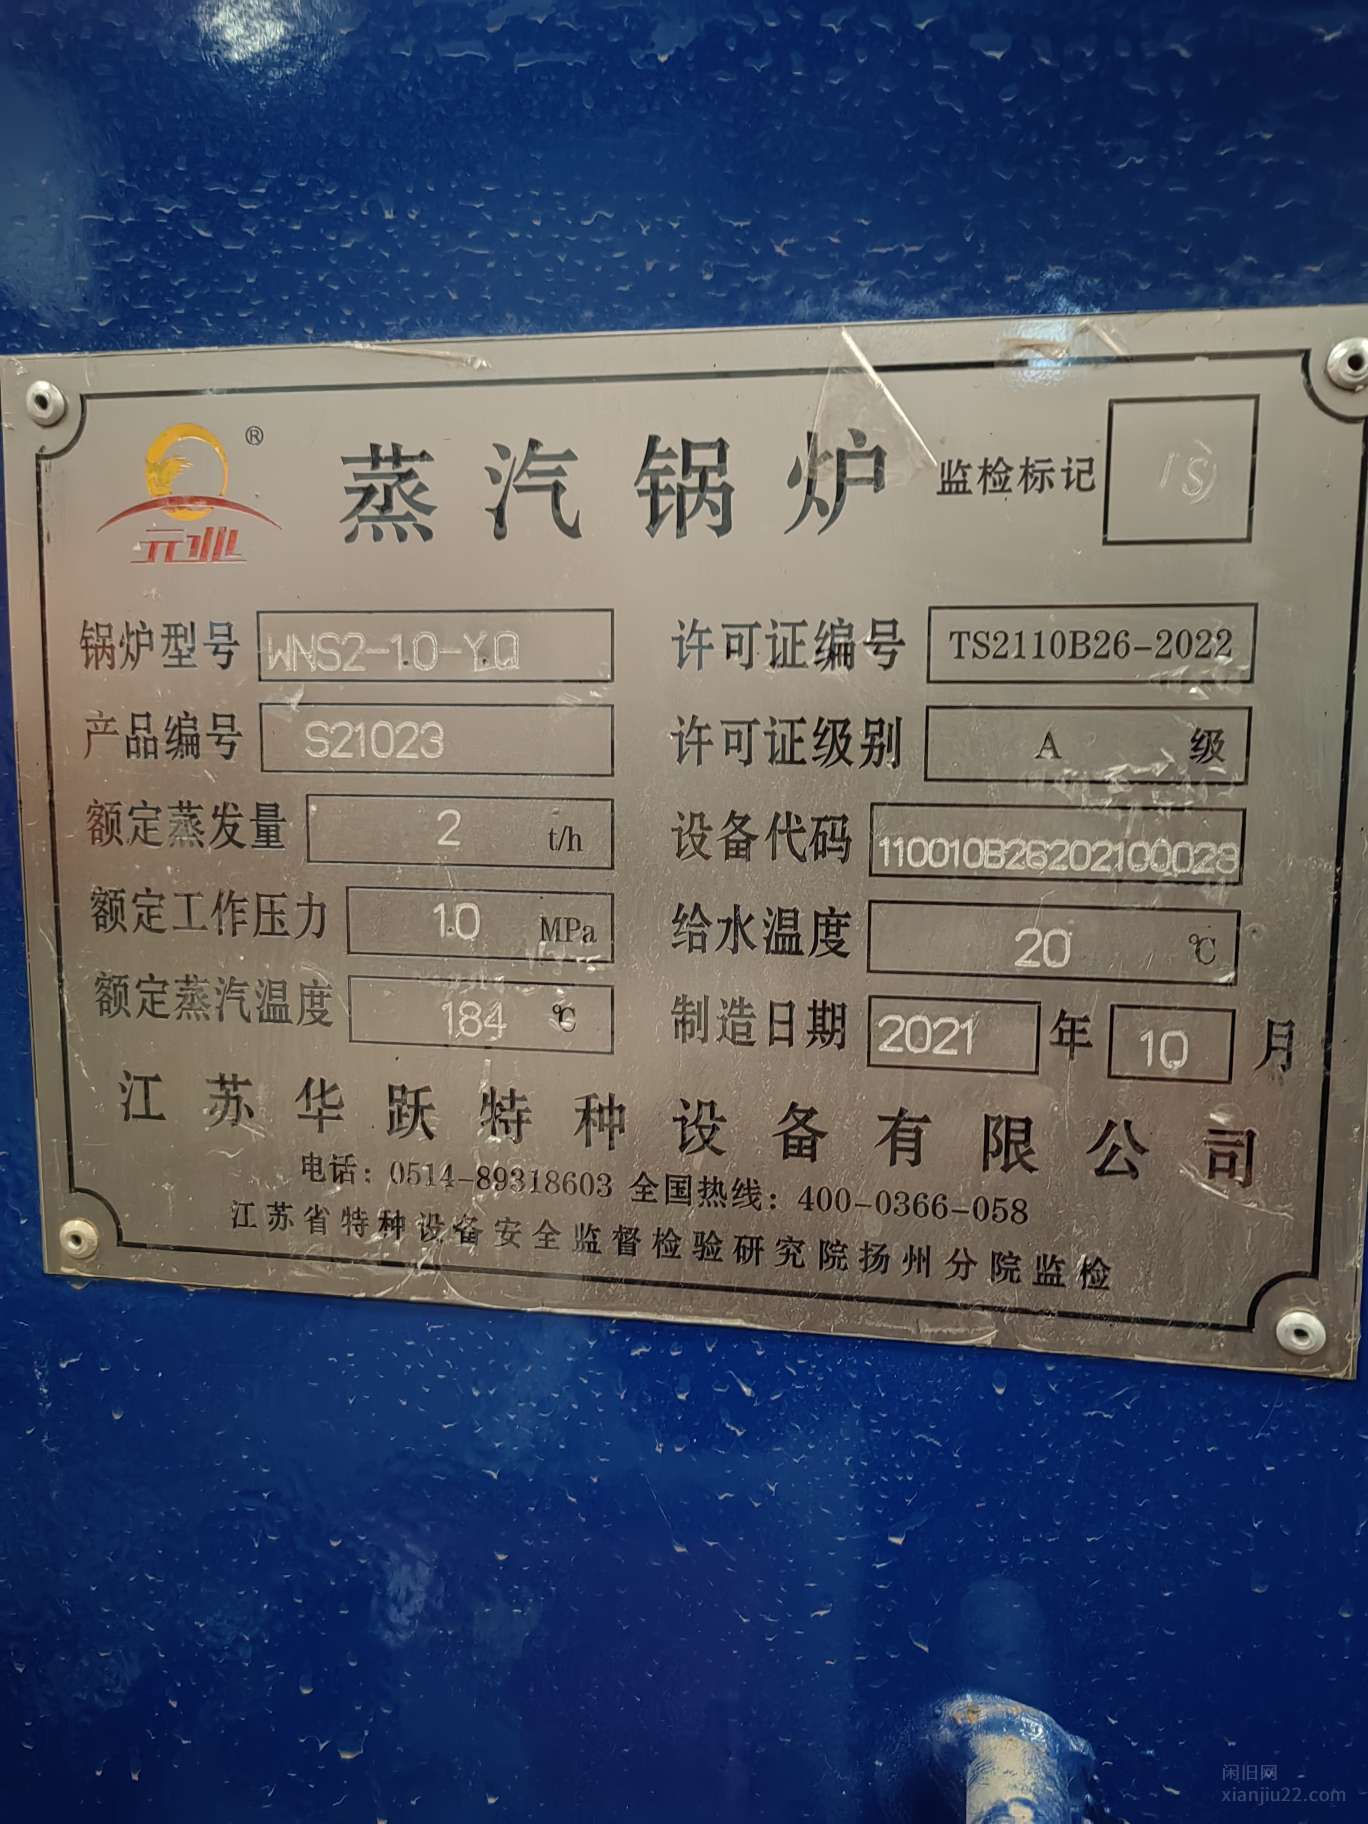 元业 ®
蒸汽锅炉 监检标记
锅炉型号 WNS2-1.0-Y.Q 许可证编号 TS2110B26-2022
产品编号 S21023 许可证级别 A 级
额定蒸发量 2 t/h 设备代码 110010B26202100028
额定工作压力 1.0 MPa 给水温度 20 ℃
额定蒸汽温度 184 ℃ 制造日期 2021 年 10 月
江苏华跃特种设备有限公司
电话：0514-89318603 全国热线：400-0366-058
江苏省特种设备安全监督检验研究院扬州分院监检
闲旧网
xianjiu22.com